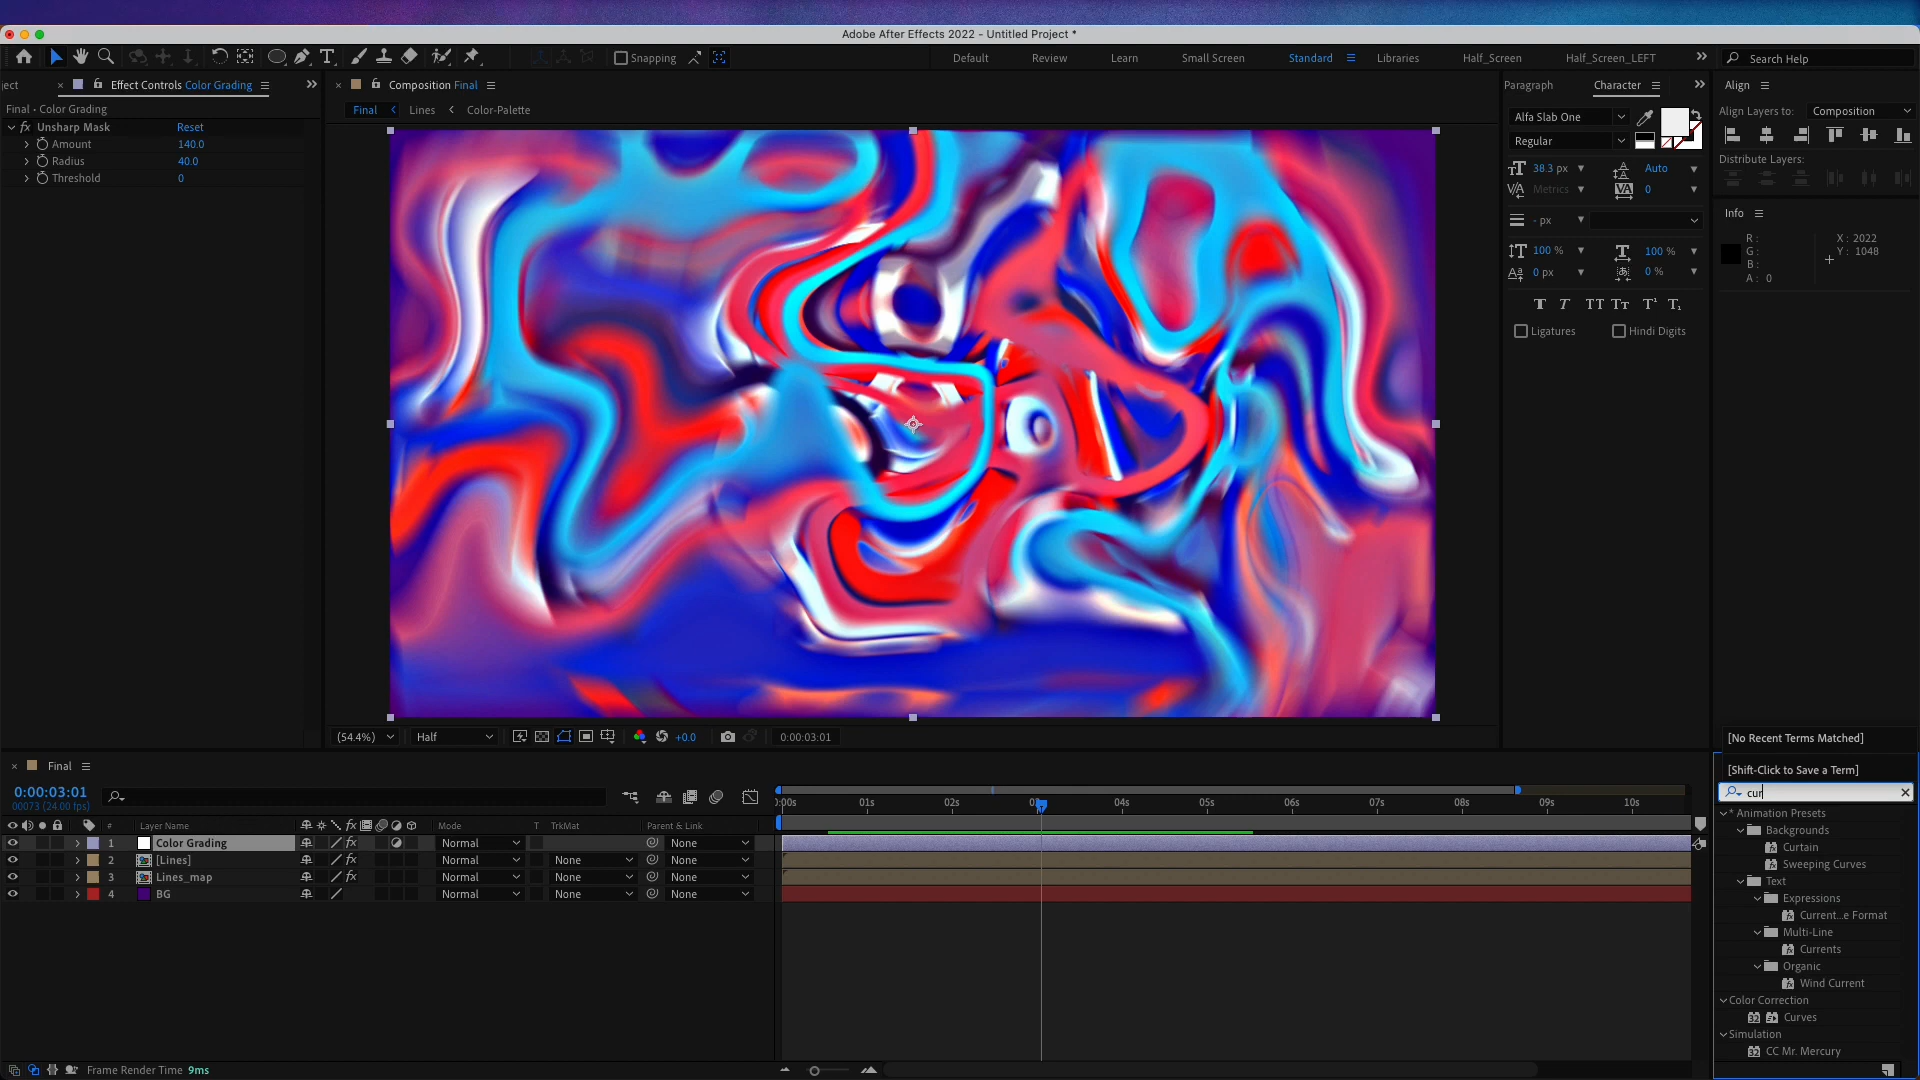 Adobe After Effects 2022 - Untitled Project *
Snapping
Default
Review
Learn
Small Screen
Standard
Libraries
Half_Screen
Half_Screen_LEFT
Search Help
ject
Effect Controls Color Grading
Final • Color Grading
fx Unsharp Mask Reset
Amount 140.0
Radius 40.0
Threshold 0
Composition Final
Final Lines Color-Palette
Paragraph Character
Alfa Slab One
Regular
38.3 px Auto
Metrics 0
- px
100 % 100 %
0 px 0 %
Ligatures Hindi Digits
Align
Align Layers to: Composition
Distribute Layers:
Info
R : X : 2022
G : Y : 1048
B :
A : 0
(54.4%) Half +0.0 0:00:03:01
Final
0:00:03:01
00073 (24.00 fps)
01s 02s 04s 05s 06s 07s 08s 09s 10s
# Layer Name Mode T TrkMat Parent & Link
1 Color Grading Normal None
2 [Lines] Normal None None
3 Lines_map Normal None None
4 BG Normal None None
Frame Render Time 9ms
[No Recent Terms Matched]
[Shift-Click to Save a Term]
cur
* Animation Presets
Backgrounds
Curtain
Sweeping Curves
Text
Expressions
Current...e Format
Multi-Line
Currents
Organic
Wind Current
Color Correction
32 Curves
Simulation
32 CC Mr. Mercury